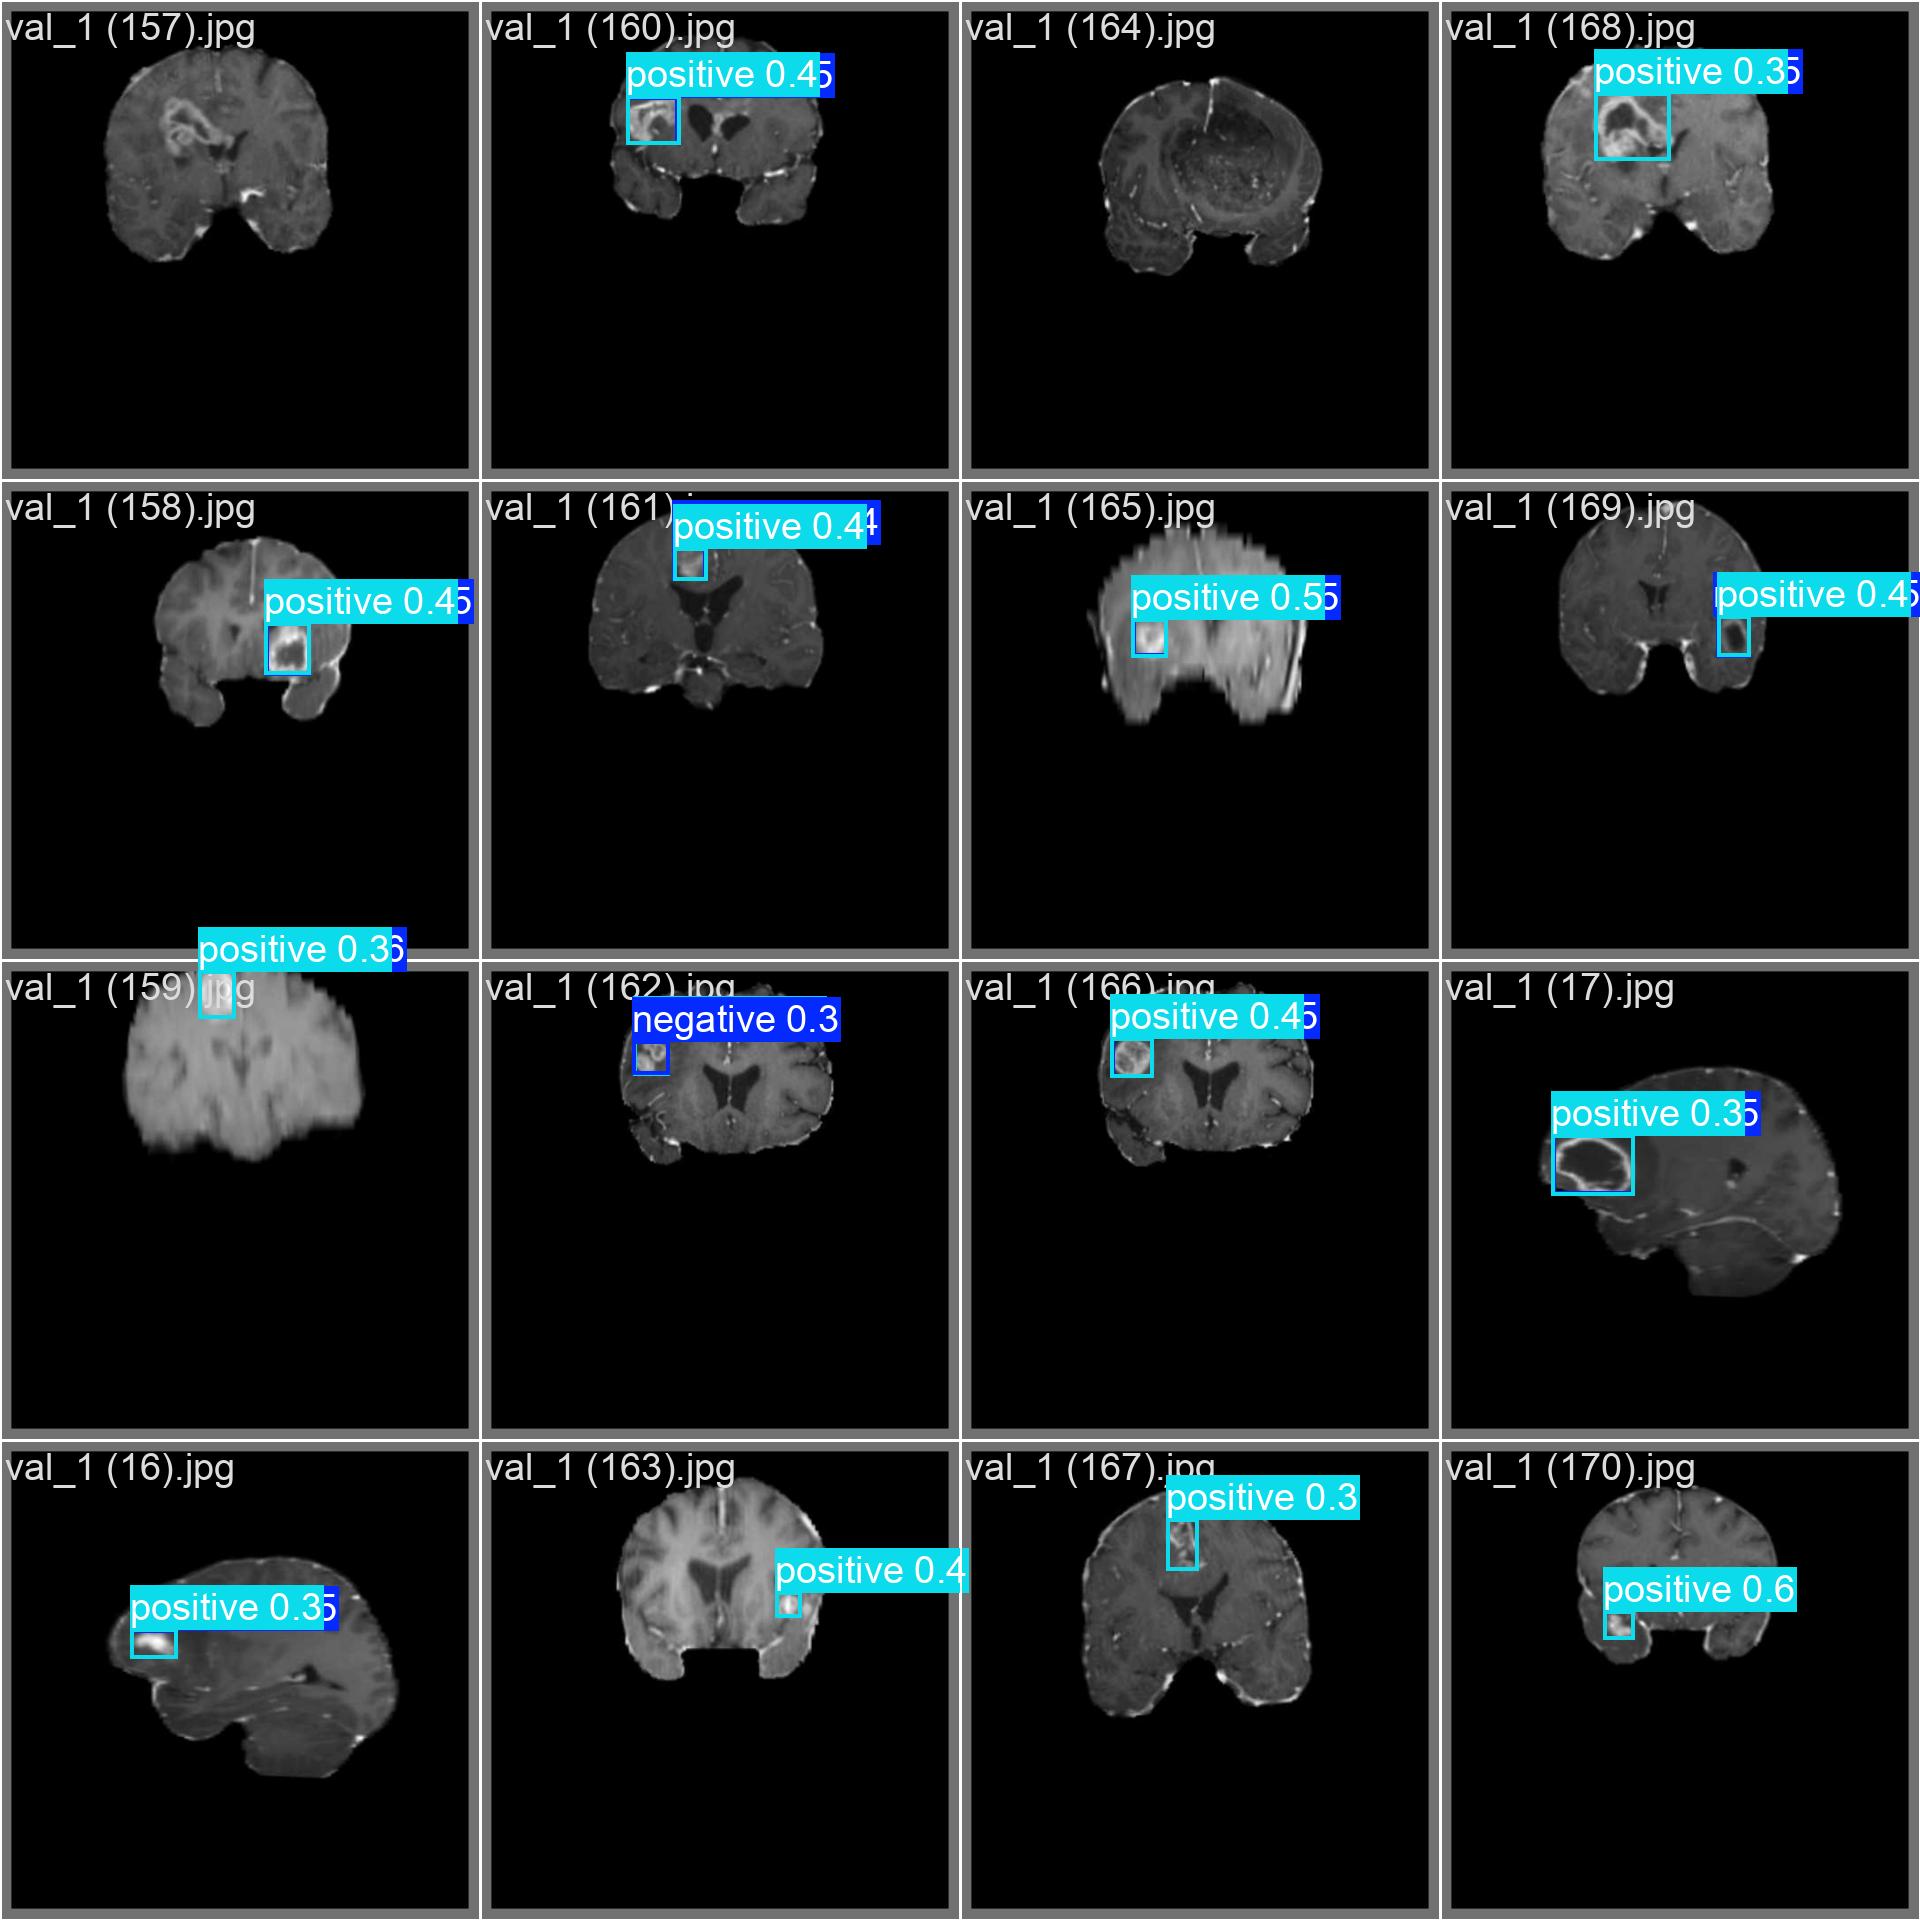 val_1 (157).jpg
val_1 (160).jpg
positive 0.45
val_1 (164).jpg
val_1 (168).jpg
positive 0.35
val_1 (158).jpg
positive 0.45
val_1 (161).j
positive 0.44
val_1 (165).jpg
positive 0.55
val_1 (169).jpg
positive 0.45
val_1 (159).jpg
positive 0.36
val_1 (162).jpg
negative 0.3
val_1 (166).jpg
positive 0.45
val_1 (17).jpg
positive 0.35
val_1 (16).jpg
positive 0.35
val_1 (163).jpg
positive 0.4
val_1 (167).jpg
positive 0.3
val_1 (170).jpg
positive 0.6